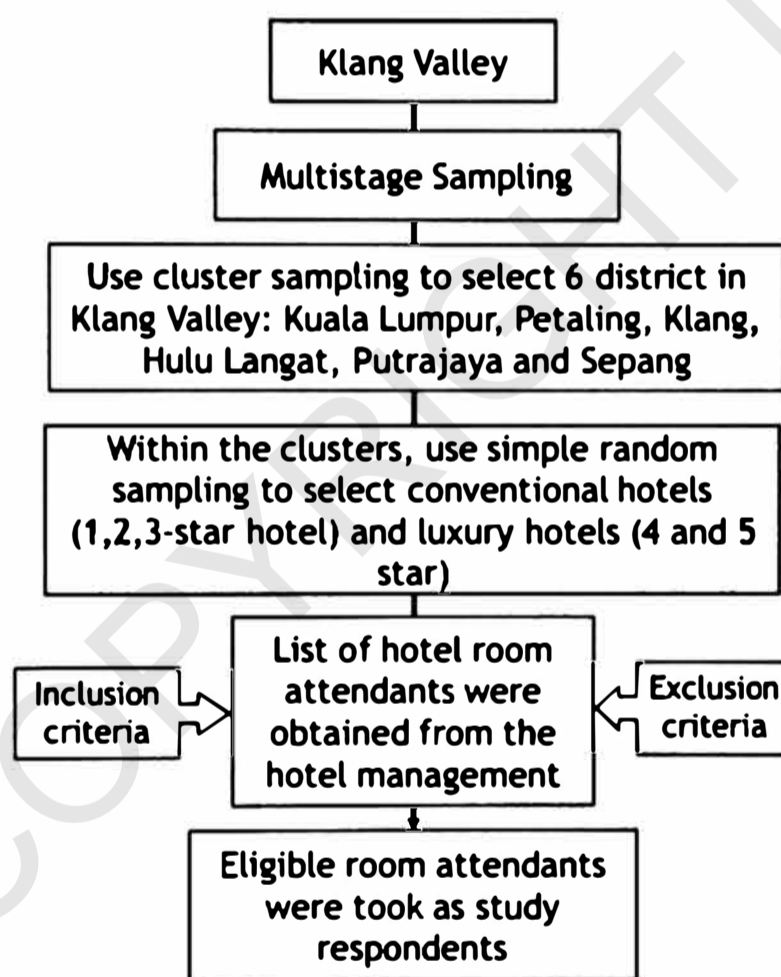 Klang Valley
Multistage Sampling
Use cluster sampling to select 6 district in
Klang Valley: Kuala Lumpur, Petaling, Klang,
Hulu Langat, Putrajaya and Sepang
Within the clusters, use simple random
sampling to select conventional hotels
(1,2,3-star hotel) and luxury hotels (4 and 5
star)
List of hotel room
attendants were
obtained from the
hotel management
Inclusion
criteria
Exclusion
criteria
Eligible room attendants
were took as study
respondents
COPYRIGHT